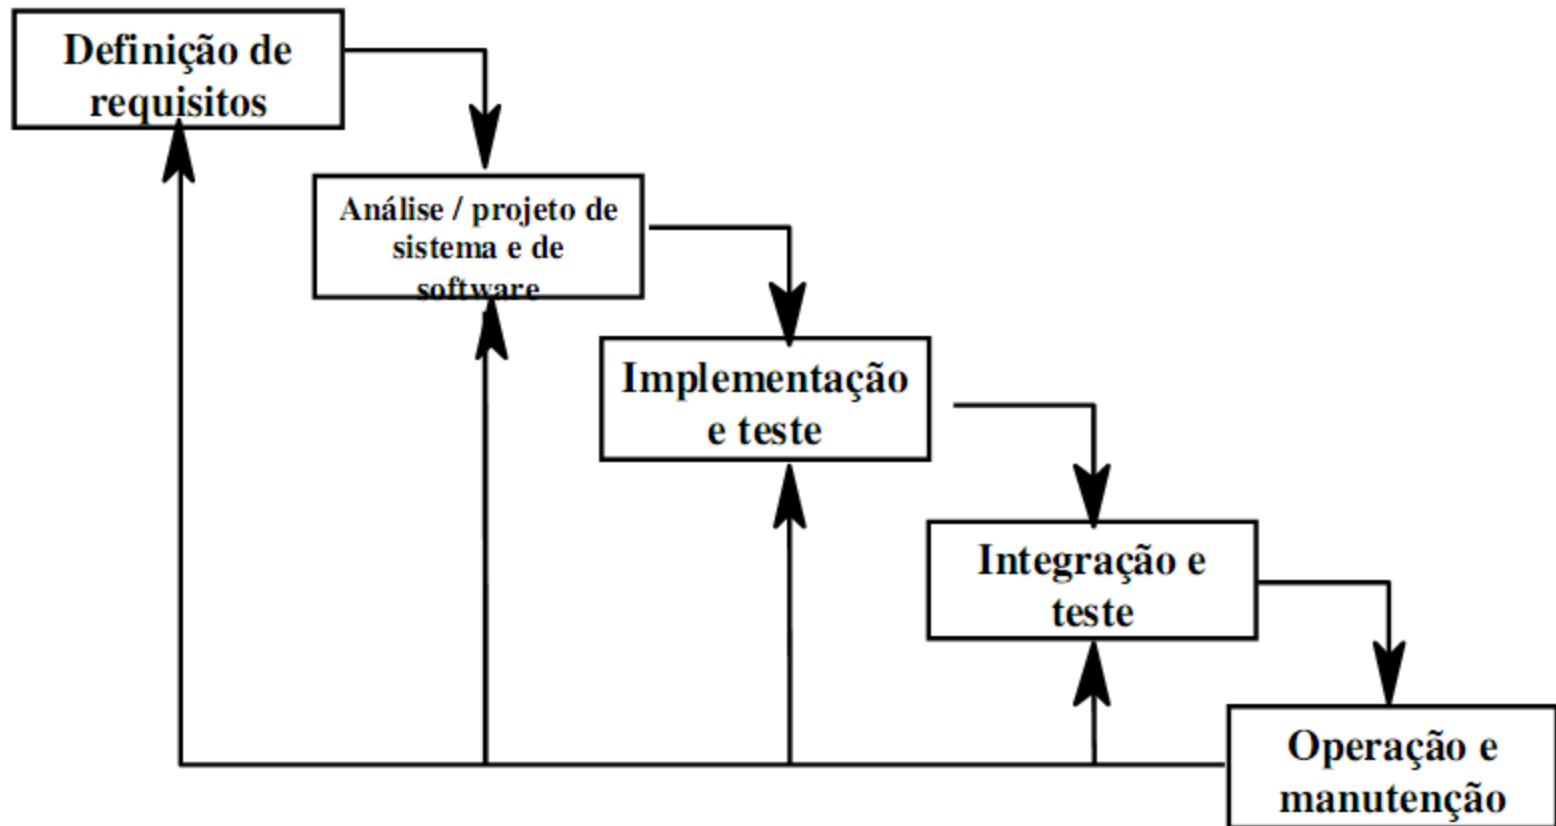 Definição de
requisitos
Análise / projeto de
sistema e de
software
Implementação
e teste
Integração e
teste
Operação e
manutenção